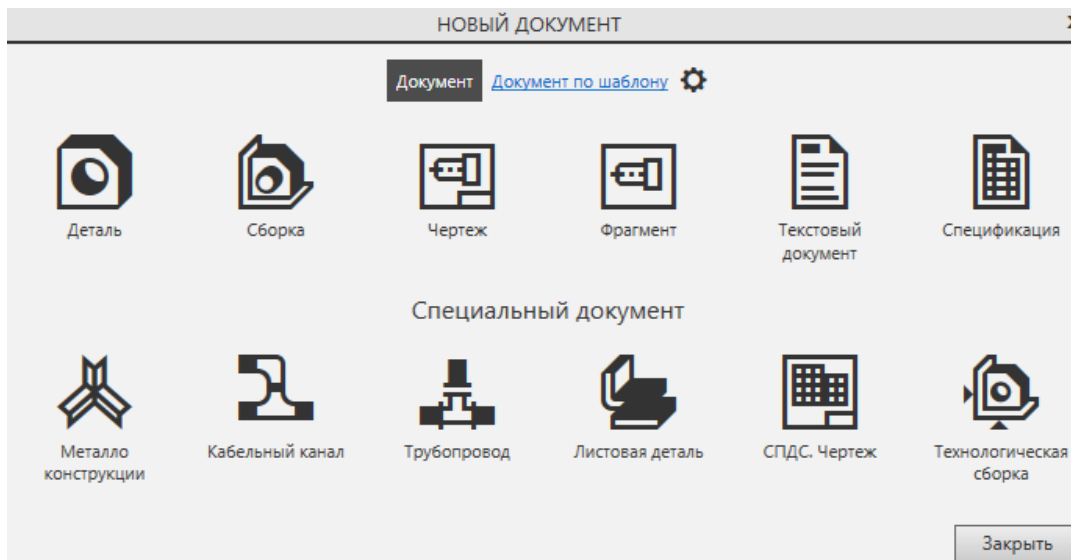 НОВЫЙ ДОКУМЕНТ
Документ Документ по шаблону
Деталь Сборка Чертеж Фрагмент Текстовый документ Спецификация
Специальный документ
Металло конструкции Кабельный канал Трубопровод Листовая деталь СПДС. Чертеж Технологическая сборка
Закрыть